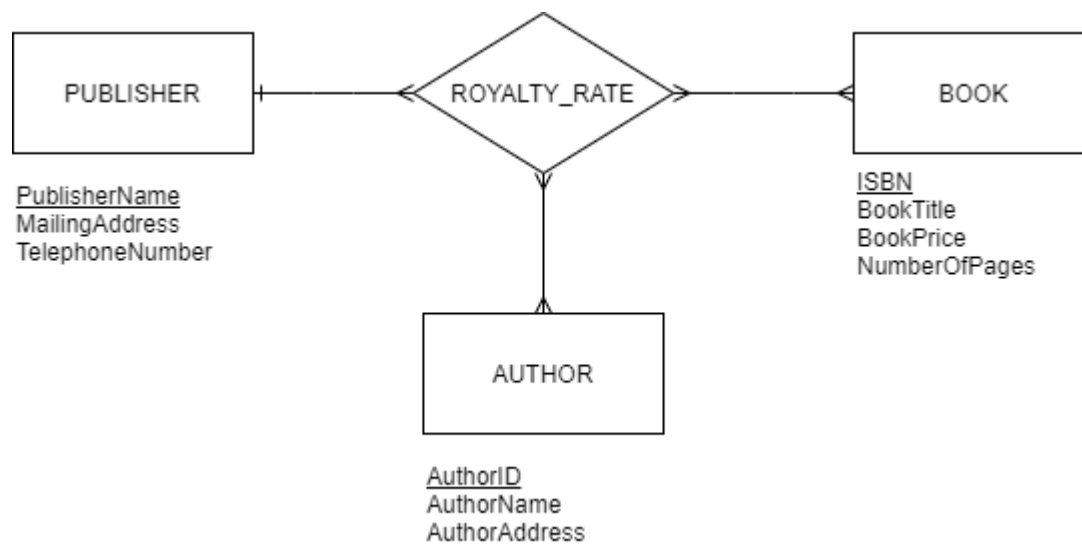 PUBLISHER
ROYALTY_RATE
BOOK
PublisherName
MailingAddress
TelephoneNumber
ISBN
BookTitle
BookPrice
NumberOfPages
AUTHOR
AuthorID
AuthorName
AuthorAddress